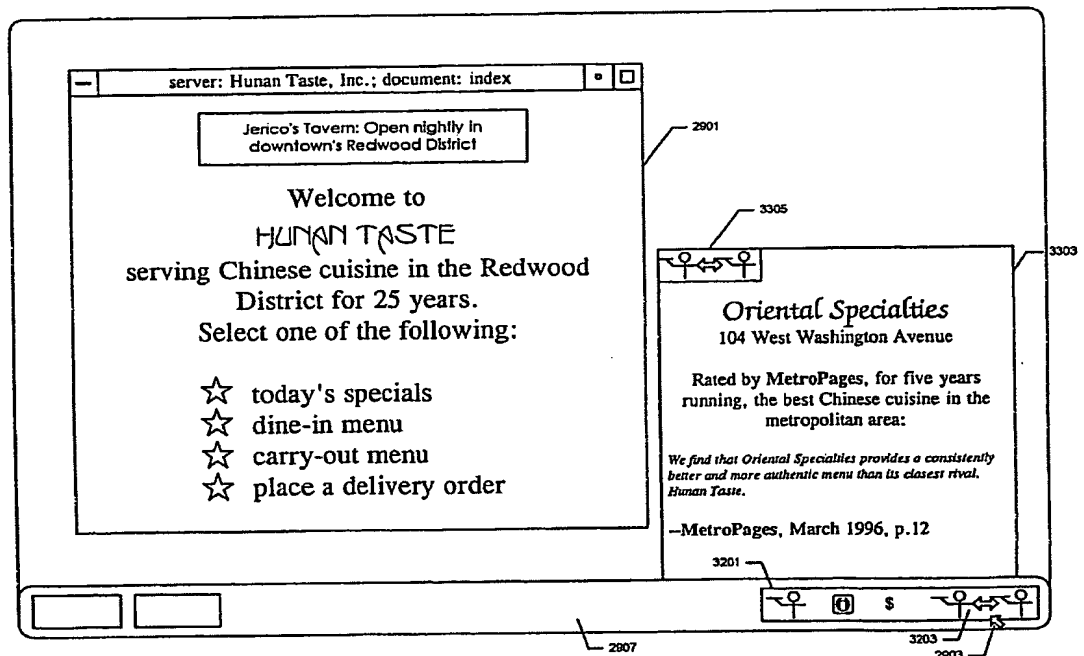 server: Hunan Taste, Inc.; document: index
Jerico's Tavern: Open nightly in
downtown's Redwood District
2901
Welcome to
HUNAN TASTE
serving Chinese cuisine in the Redwood
District for 25 years.
Select one of the following:
today's specials
dine-in menu
carry-out menu
place a delivery order
3305
3303
Oriental Specialties
104 West Washington Avenue
Rated by MetroPages, for five years
running, the best Chinese cuisine in the
metropolitan area:
We find that Oriental Specialties provides a consistently
better and more authentic menu than its closest rival,
Hunan Taste.
--MetroPages, March 1996, p.12
3201
$
3203
2903
2907